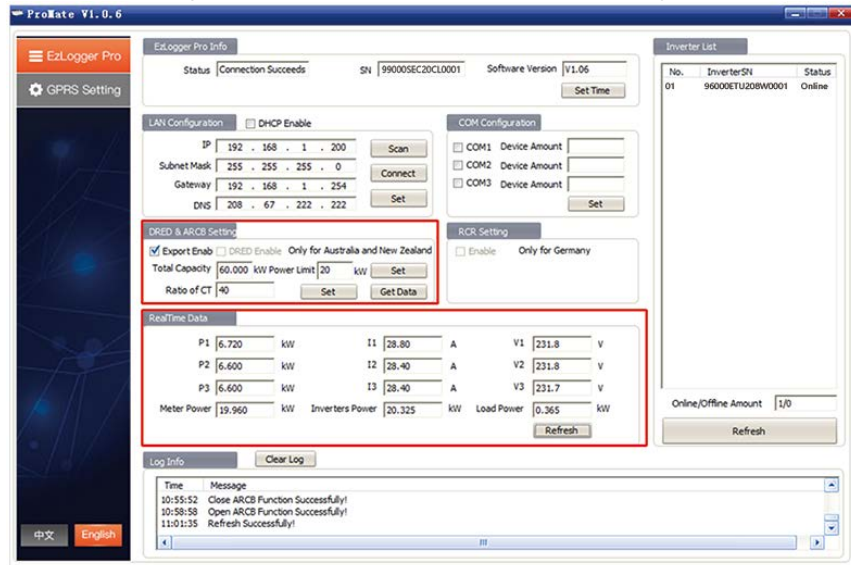 ProMate V1.0.6
EzLogger Pro
GPRS Setting
EzLogger Pro Info
Status Connection Succeeds SN 99000SEC20CL0001 Software Version V1.06
Set Time
LAN Configuration DHCP Enable
IP 192 . 168 . 1 . 200 Scan
Subnet Mask 255 . 255 . 255 . 0 Connect
Gateway 192 . 168 . 1 . 254
DNS 208 . 67 . 222 . 222 Set
COM Configuration
COM1 Device Amount
COM2 Device Amount
COM3 Device Amount
Set
DRED & ARCB Setting
Export Enab DRED Enable Only for Australia and New Zealand
Total Capacity 60.000 kW Power Limit 20 kW Set
Ratio of CT 40 Set Get Data
RCR Setting
Enable Only for Germany
RealTime Data
P1 6.720 kW I1 28.80 A V1 231.8 V
P2 6.600 kW I2 28.40 A V2 231.8 V
P3 6.600 kW I3 28.40 A V3 231.7 V
Meter Power 19.960 kW Inverters Power 20.325 kW Load Power 0.365 kW
Refresh
Inverter List
No. InverterSN Status
01 96000ETU208W0001 Online
Online/Offline Amount 1/0
Refresh
Log Info Clear Log
Time Message
10:55:52 Close ARCB Function Successfully!
10:58:58 Open ARCB Function Successfully!
11:01:35 Refresh Successfully!
中文 English